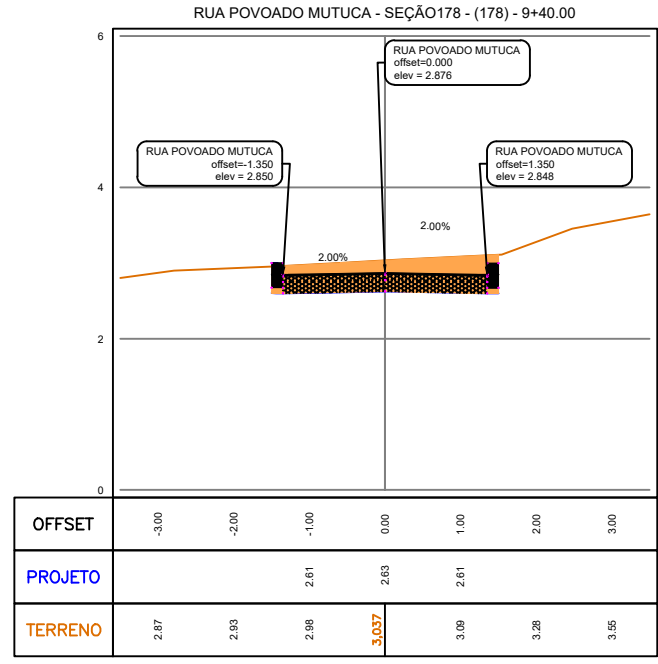 RUA POVOADO MUTUCA - SEÇÃO178 - (178) - 9+40.00
6
RUA POVOADO MUTUCA
offset=0.000
elev = 2.876
RUA POVOADO MUTUCA
offset=-1.350
elev = 2.850
RUA POVOADO MUTUCA
offset=1.350
elev = 2.848
4
2.00%
2.00%
2
0
OFFSET -3.00 -2.00 -1.00 0.00 1.00 2.00 3.00
PROJETO 2.61 2.63 2.61
TERRENO 2.87 2.93 2.98 3,037 3.09 3.28 3.55